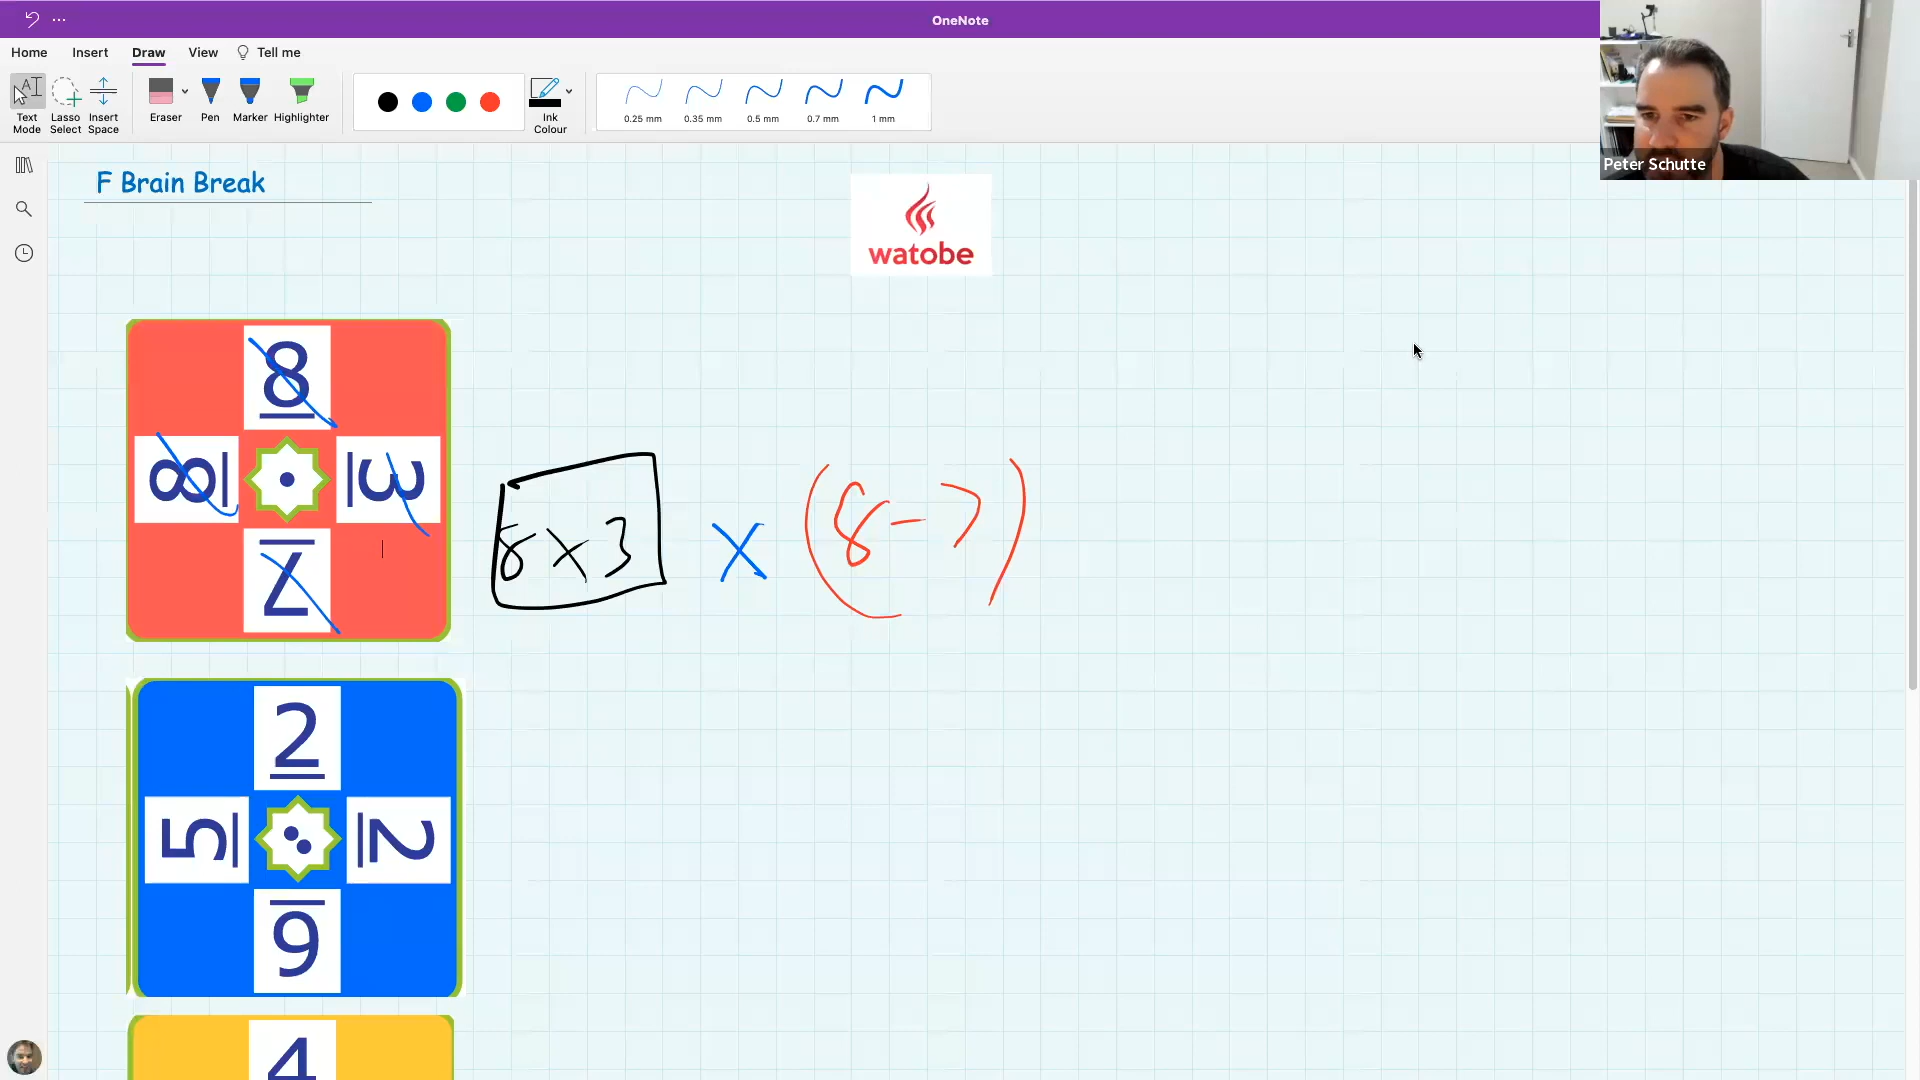 OneNote
Home Insert Draw View Tell me
Text Mode
Lasso Select
Insert Space
Eraser
Pen
Marker
Highlighter
Ink Colour
0.25 mm
0.35 mm
0.5 mm
0.7 mm
1 mm
Peter Schutte
F Brain Break
watobe
8
8
3
7
8 x 3 x (8 - 7)
2
5
2
9
4